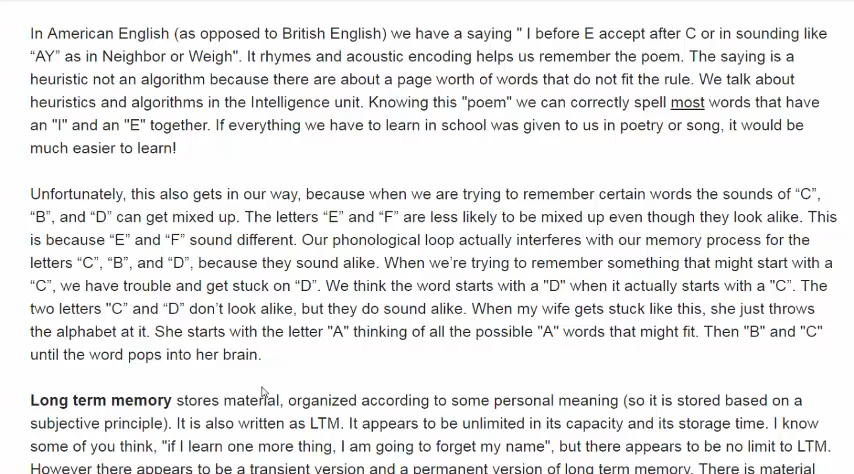 In American English (as opposed to British English) we have a saying " I before E accept after C or in sounding like
“AY” as in Neighbor or Weigh". It rhymes and acoustic encoding helps us remember the poem. The saying is a
heuristic not an algorithm because there are about a page worth of words that do not fit the rule. We talk about
heuristics and algorithms in the Intelligence unit. Knowing this "poem" we can correctly spell most words that have
an "I" and an "E" together. If everything we have to learn in school was given to us in poetry or song, it would be
much easier to learn!
Unfortunately, this also gets in our way, because when we are trying to remember certain words the sounds of “C”,
“B”, and “D” can get mixed up. The letters “E” and “F” are less likely to be mixed up even though they look alike. This
is because “E” and “F” sound different. Our phonological loop actually interferes with our memory process for the
letters “C”, “B”, and “D”, because they sound alike. When we’re trying to remember something that might start with a
“C”, we have trouble and get stuck on “D”. We think the word starts with a "D" when it actually starts with a "C". The
two letters "C” and “D” don’t look alike, but they do sound alike. When my wife gets stuck like this, she just throws
the alphabet at it. She starts with the letter "A” thinking of all the possible "A” words that might fit. Then "B" and "C"
until the word pops into her brain.
Long term memory stores material, organized according to some personal meaning (so it is stored based on a
subjective principle). It is also written as LTM. It appears to be unlimited in its capacity and its storage time. I know
some of you think, "if I learn one more thing, I am going to forget my name", but there appears to be no limit to LTM.
However there appears to be a transient version and a permanent version of long term memory. There is material